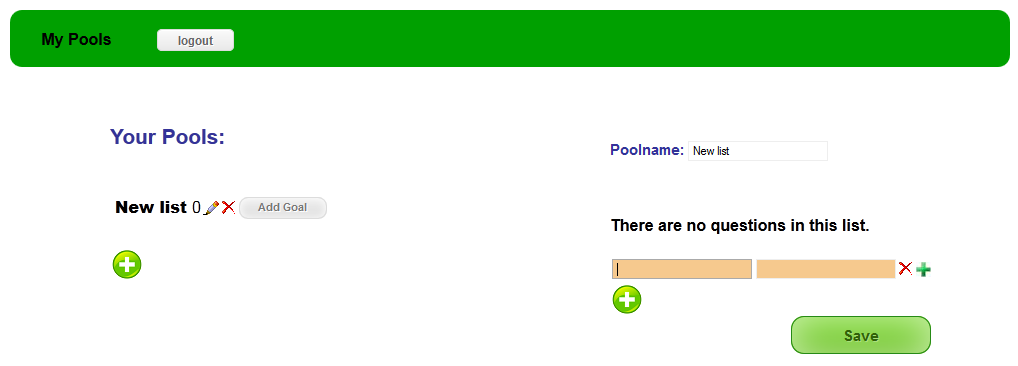 My Pools logout
Your Pools:
New list 0 Add Goal
Poolname: New list
There are no questions in this list.
Save